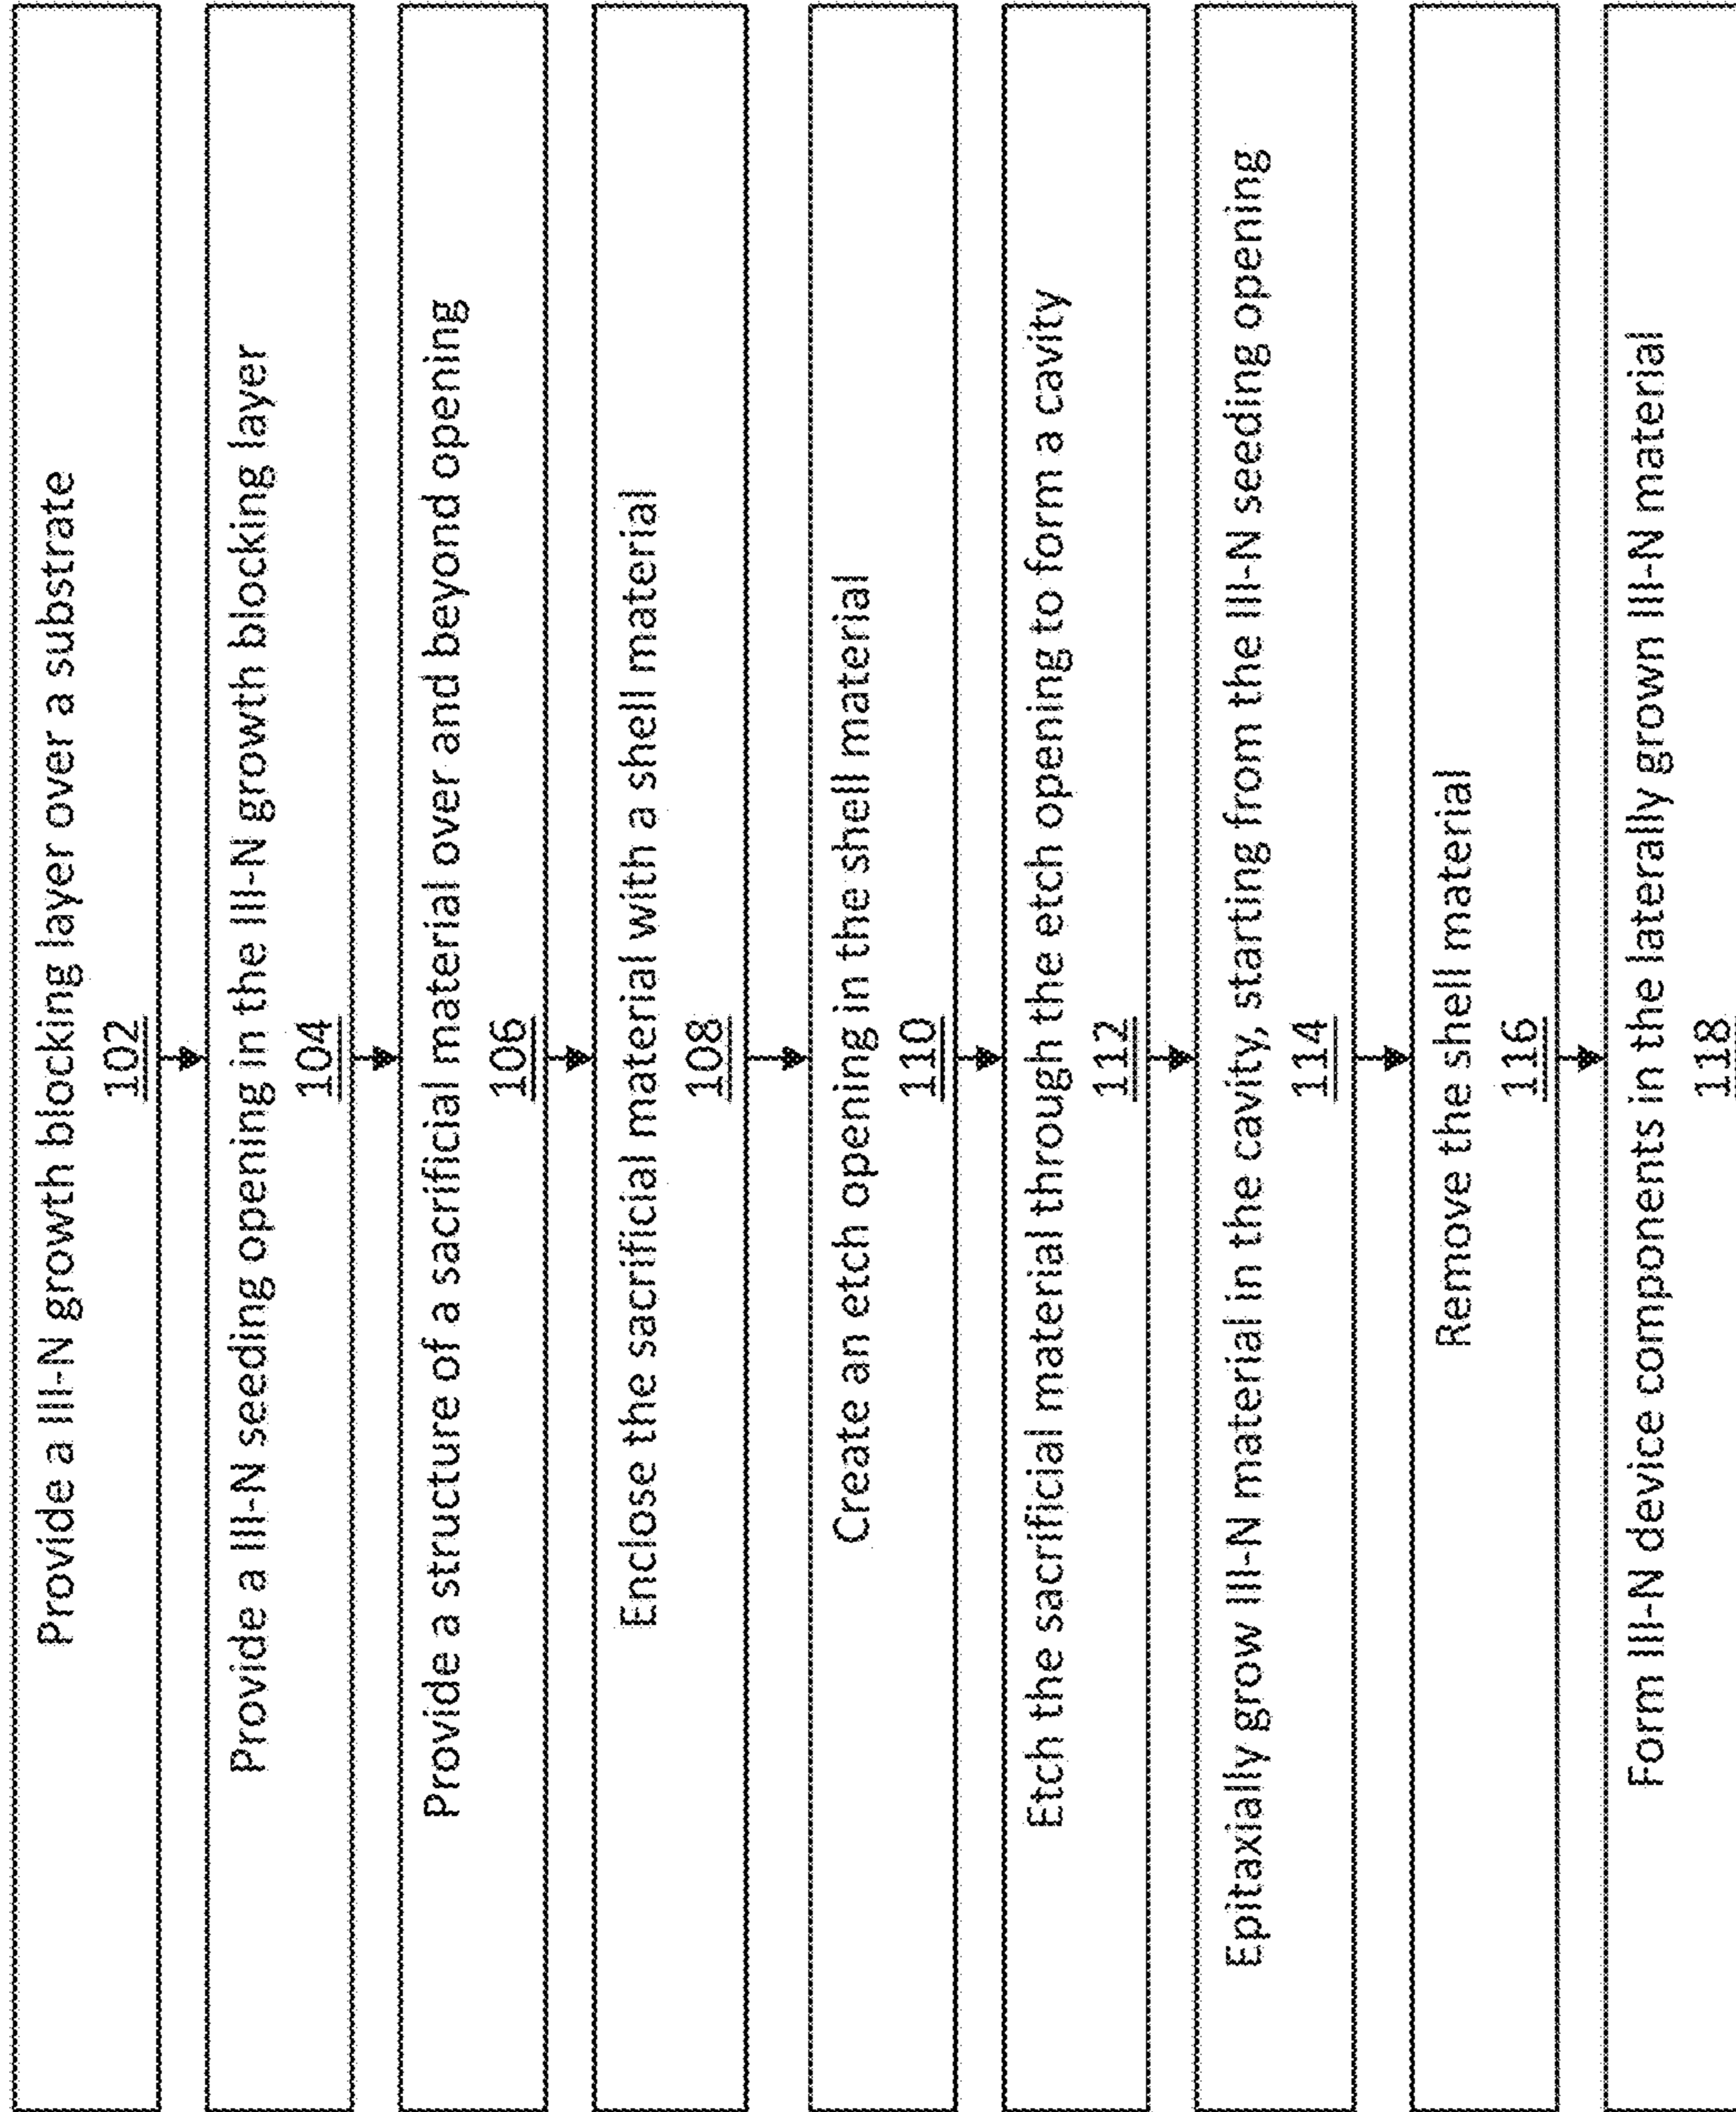 Provide a III-N growth blocking layer over a substrate
102
Provide a III-N seeding opening in the III-N growth blocking layer
104
Provide a structure of a sacrificial material over and beyond opening
106
Enclose the sacrificial material with a shell material
108
Create an etch opening in the shell material
110
Etch the sacrificial material through the etch opening to form a cavity
112
Epitaxially grow III-N material in the cavity, starting from the III-N seeding opening
114
Remove the shell material
116
Form III-N device components in the laterally grown III-N material
118